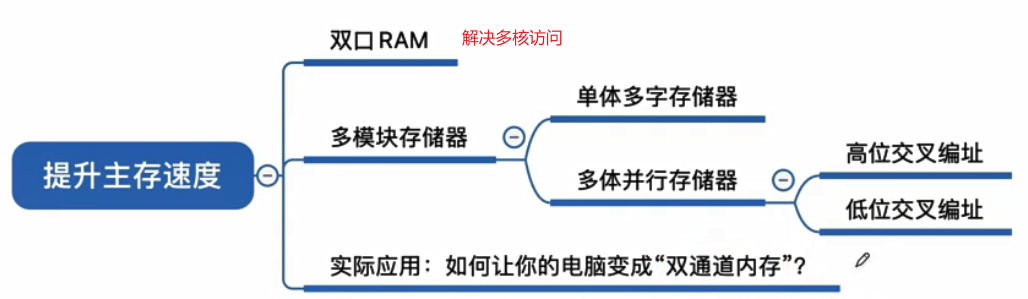 双口RAM
解决多核访问
单体多字存储器
多模块存储器
高位交叉编址
提升主存速度
多体并行存储器
低位交叉编址
实际应用：如何让你的电脑变成“双通道内存”？